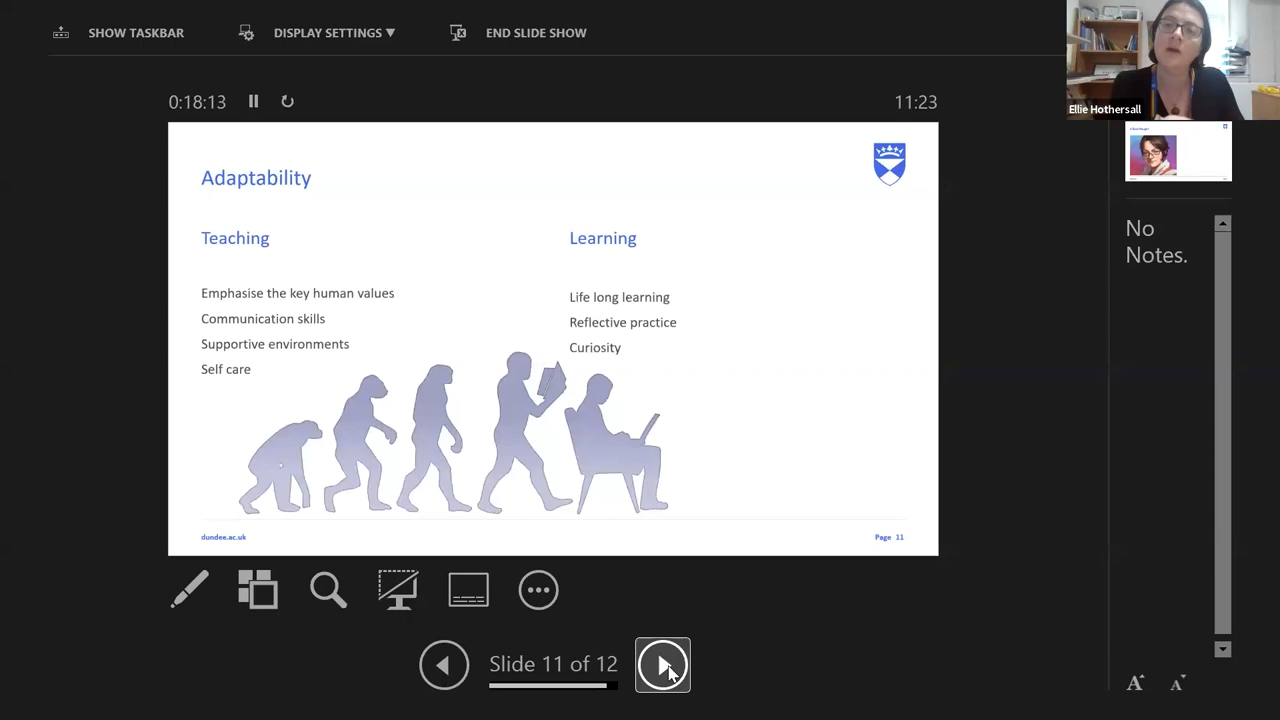 SHOW TASKBAR
DISPLAY SETTINGS ▼
END SLIDE SHOW
Ellie Hothersall
0:18:13
11:23
Adaptability
Teaching
Learning
Emphasise the key human values
Communication skills
Supportive environments
Self care
Life long learning
Reflective practice
Curiosity
dundee.ac.uk
Page 11
No
Notes.
Slide 11 of 12
A A